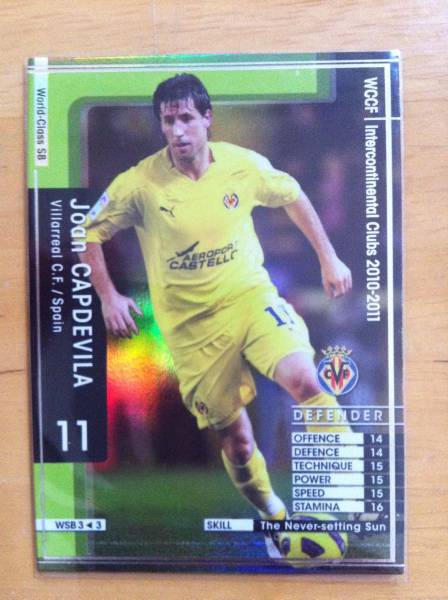 World-Class SB
WCCF | Intercontinental Clubs 2010-2011
Joan CAPDEVILA
Villarreal C.F. / Spain
11
AEROPORT
CASTELLO
DEFENDER
OFFENCE 14
DEFENCE 14
TECHNIQUE 15
POWER 15
SPEED 15
STAMINA 16
WSB 3 ◄ 3
SKILL The Never-setting Sun